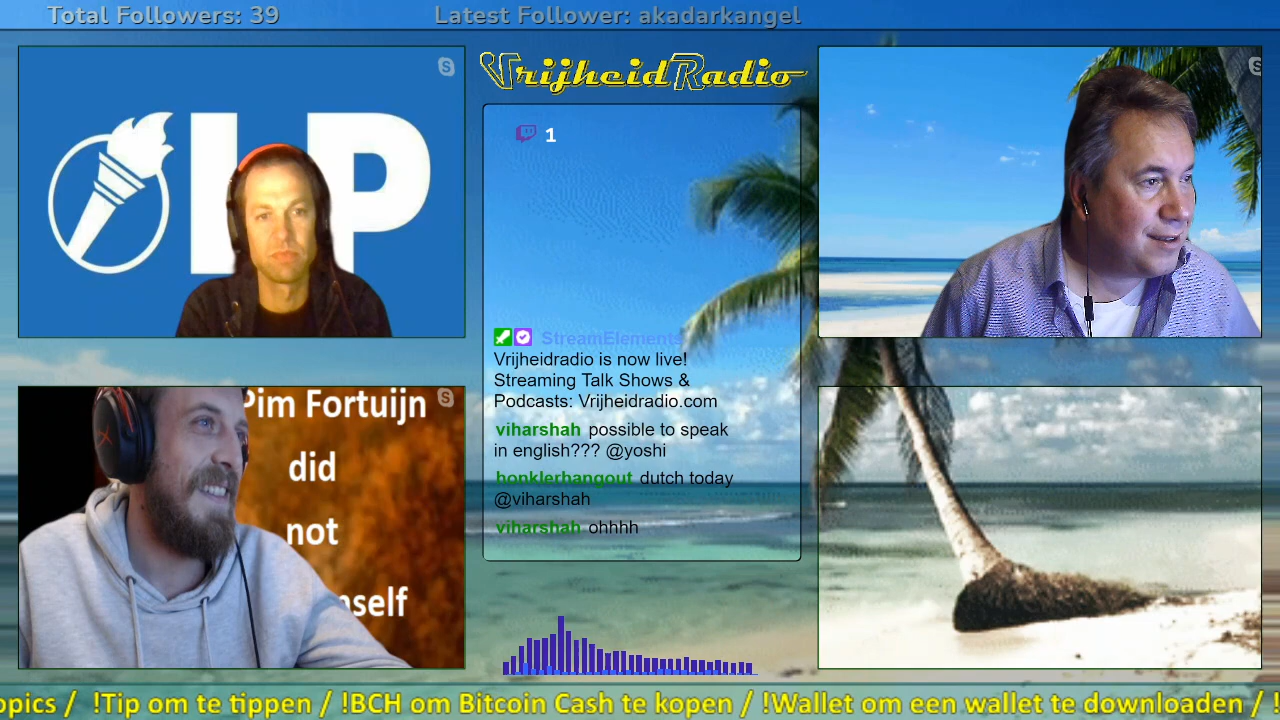 Total Followers: 39
Latest Follower: akadarkangel
VrijheidRadio
LP
1
StreamElements
Vrijheidradio is now live!
Streaming Talk Shows &
Podcasts: Vrijheidradio.com
viharshah possible to speak
in english??? @yoshi
honklerhangout dutch today
@viharshah
viharshah ohhhh
Pim Fortuijn
did
not
opics / !Tip om te tippen / !BCH om Bitcoin Cash te kopen / !Wallet om een wallet te downloaden / !